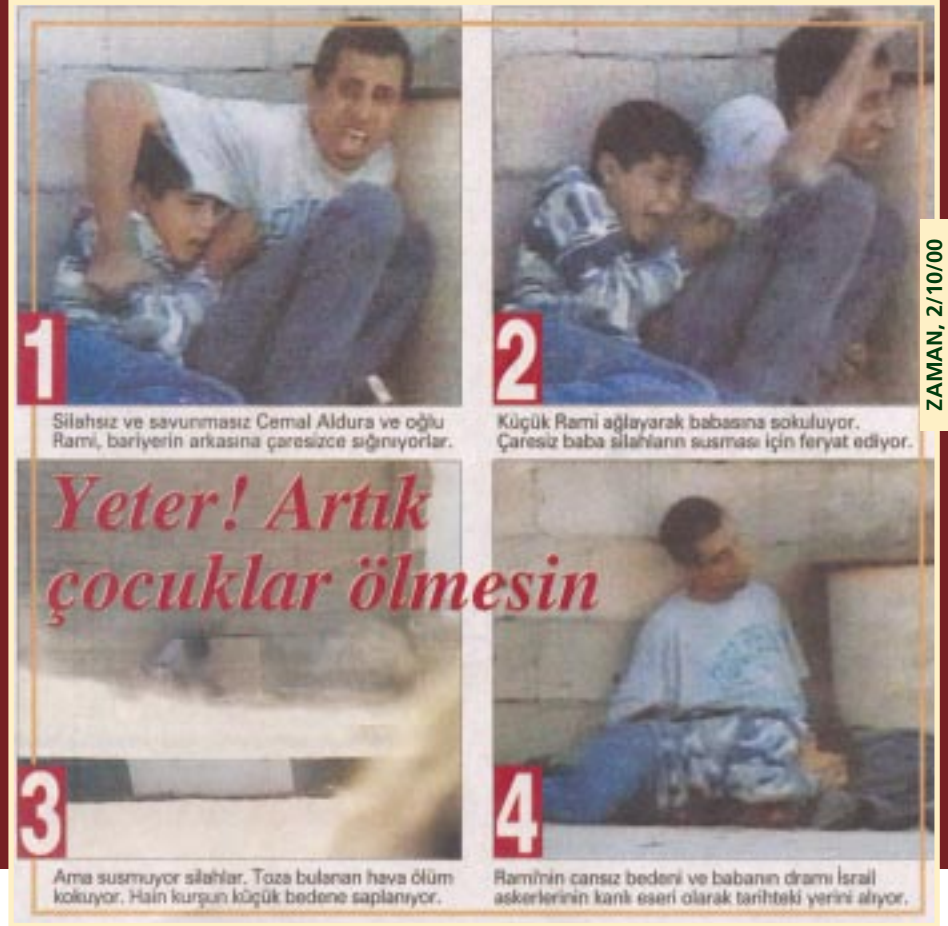 1
2
ZAMAN, 2/10/00
Silahsız ve savunmasız Cemal Aldura ve oğlu
Rami, bariyerin arkasına çaresizce sığınıyorlar.
Küçük Rami ağlayarak babasına sokuluyor.
Çaresiz baba silahların susması için feryat ediyor.
Yeter! Artık
çocuklar ölmesin
3
4
Ama susmuyor silahlar. Toza bulanan hava ölüm
kokuyor. Hain kurşun küçük bedene saplanıyor.
Rami'nin cansız bedeni ve babanın dramı İsrail
askerlerinin kanlı eseri olarak tarihteki yerini alıyor.